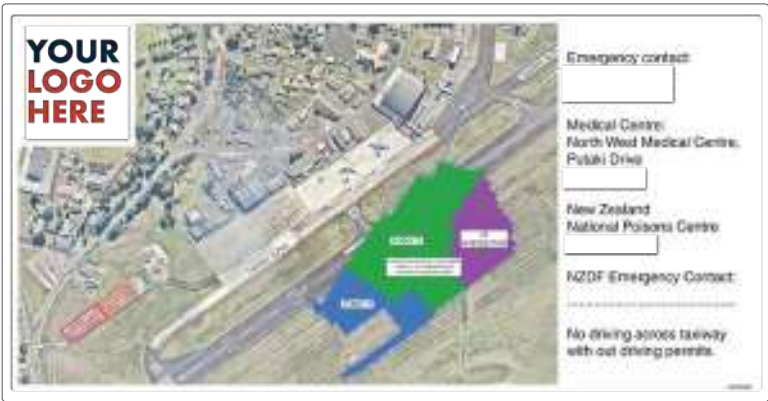 YOUR
LOGO
HERE
Emergency contact:
Medical Centre:
North West Medical Centre,
Putaki Drive
New Zealand
National Poisons Centre
NZDF Emergency Contact:
No driving across taxiway
with out driving permits.